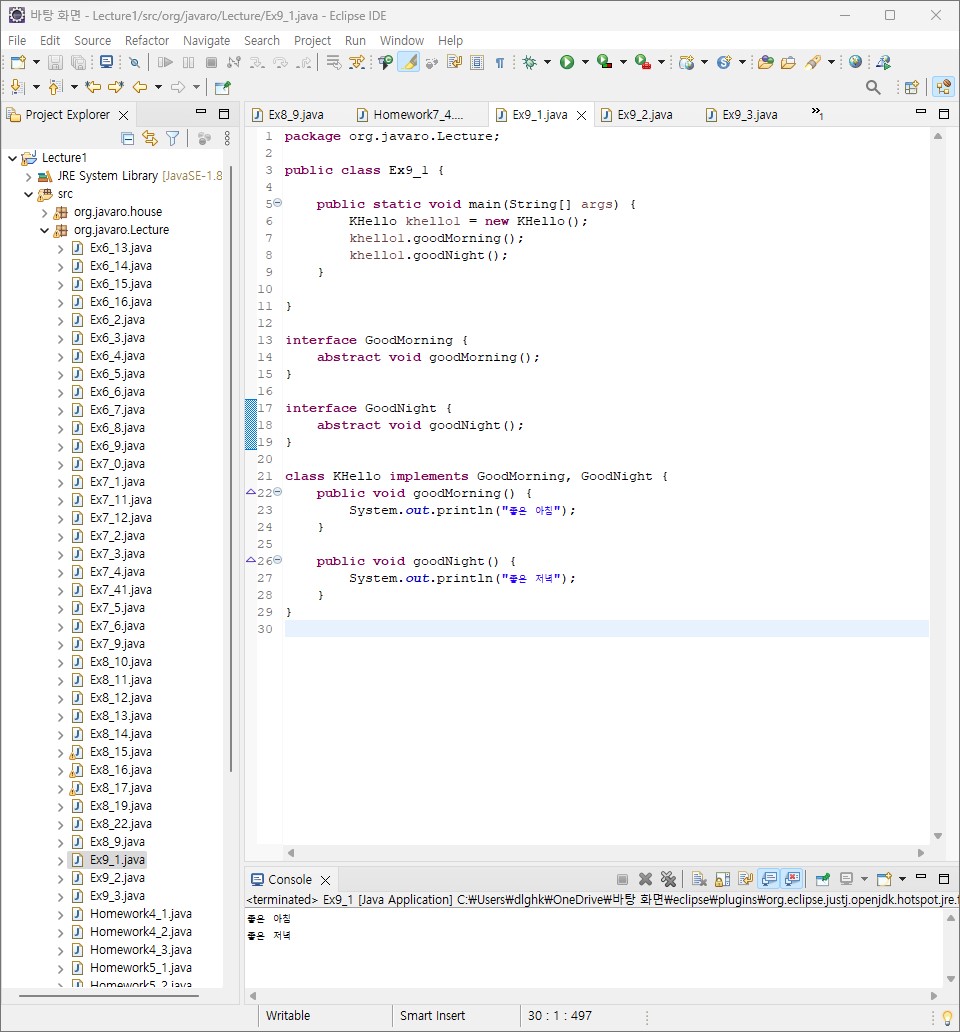 바탕 화면 - Lecture1/src/org/javaro/Lecture/Ex9_1.java - Eclipse IDE
File Edit Source Refactor Navigate Search Project Run Window Help
Project Explorer
Lecture1
JRE System Library [JavaSE-1.8
src
org.javaro.house
org.javaro.Lecture
Ex6_13.java
Ex6_14.java
Ex6_15.java
Ex6_16.java
Ex6_2.java
Ex6_3.java
Ex6_4.java
Ex6_5.java
Ex6_6.java
Ex6_7.java
Ex6_8.java
Ex6_9.java
Ex7_0.java
Ex7_1.java
Ex7_11.java
Ex7_12.java
Ex7_2.java
Ex7_3.java
Ex7_4.java
Ex7_41.java
Ex7_5.java
Ex7_6.java
Ex7_9.java
Ex8_10.java
Ex8_11.java
Ex8_12.java
Ex8_13.java
Ex8_14.java
Ex8_15.java
Ex8_16.java
Ex8_17.java
Ex8_19.java
Ex8_22.java
Ex8_9.java
Ex9_1.java
Ex9_2.java
Ex9_3.java
Homework4_1.java
Homework4_2.java
Homework4_3.java
Homework5_1.java
Homework5_2.java
Ex8_9.java Homework7_4.... Ex9_1.java Ex9_2.java Ex9_3.java »1
1 package org.javaro.Lecture;
2
3 public class Ex9_1 {
4
5 public static void main(String[] args) {
6 KHello khello1 = new KHello();
7 khello1.goodMorning();
8 khello1.goodNight();
9 }
10
11 }
12
13 interface GoodMorning {
14 abstract void goodMorning();
15 }
16
17 interface GoodNight {
18 abstract void goodNight();
19 }
20
21 class KHello implements GoodMorning, GoodNight {
22 public void goodMorning() {
23 System.out.println("좋은 아침");
24 }
25
26 public void goodNight() {
27 System.out.println("좋은 저녁");
28 }
29 }
30
Console
<terminated> Ex9_1 [Java Application] C:₩Users₩dlghk₩OneDrive₩바탕 화면₩eclipse₩plugins₩org.eclipse.justj.openjdk.hotspot.jre.f
좋은 아침
좋은 저녁
Writable Smart Insert 30 : 1 : 497